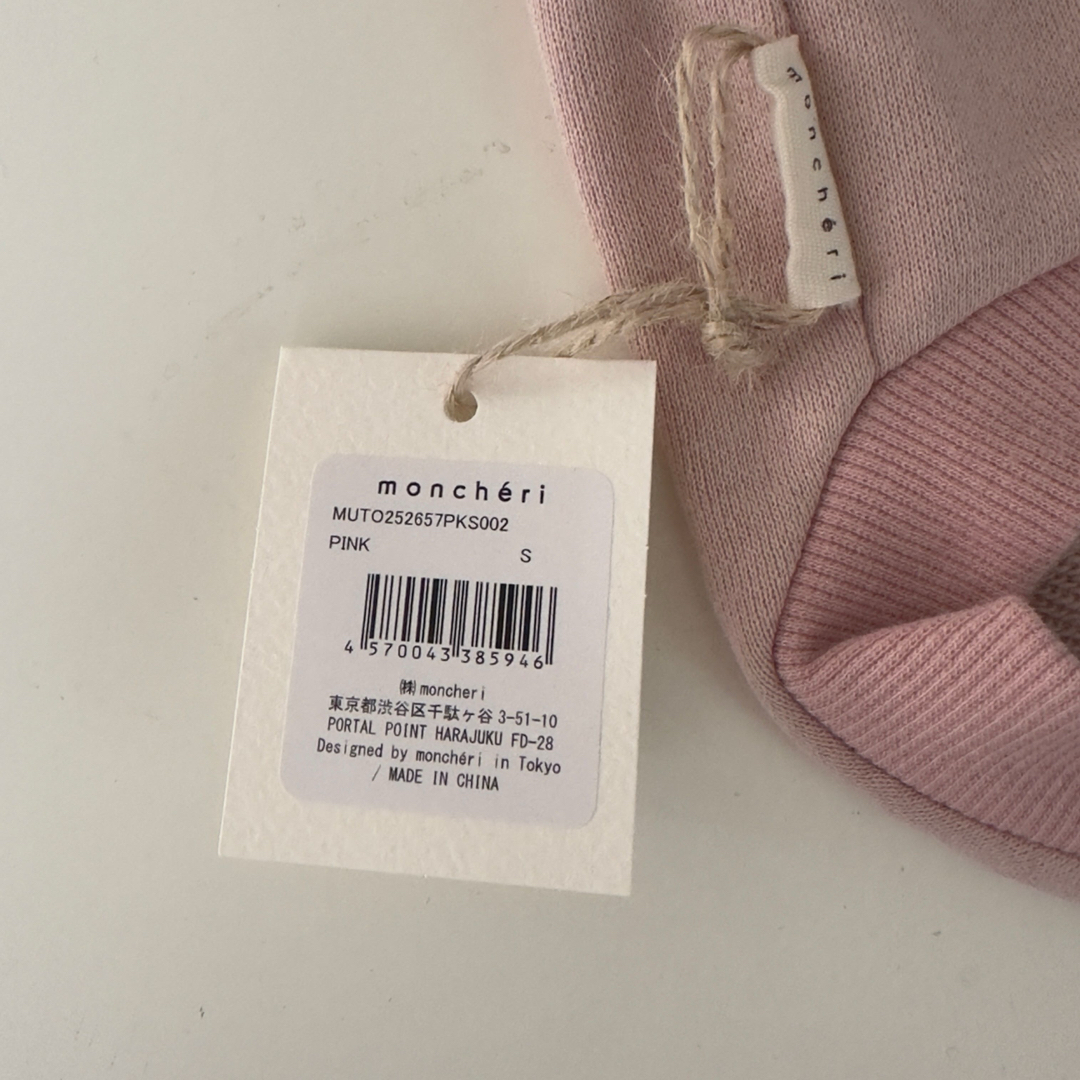 monchéri
monchéri
MUTO252657PKS002
PINK S
4 570043 385946
㈱moncheri
東京都渋谷区千駄ヶ谷 3-51-10
PORTAL POINT HARAJUKU FD-28
Designed by monchéri in Tokyo
/ MADE IN CHINA